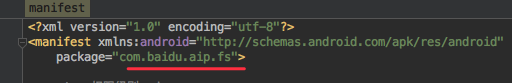 manifest
<?xml version="1.0" encoding="utf-8"?>
<manifest xmlns:android="http://schemas.android.com/apk/res/android"
package="com.baidu.aip.fs">